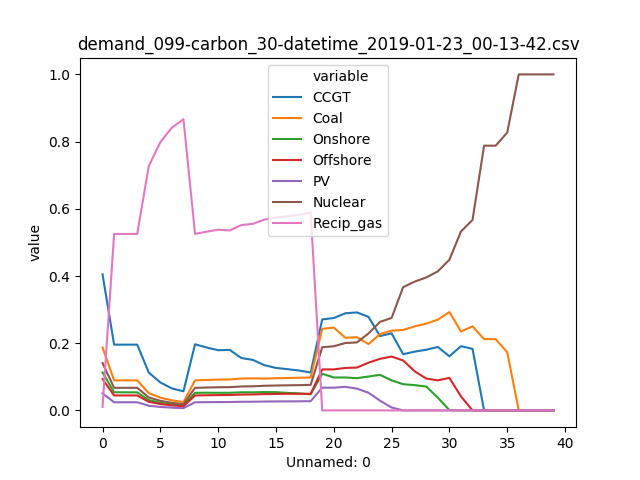 demand_099-carbon_30-datetime_2019-01-23_00-13-42.csv
variable
CCGT
Coal
Onshore
Offshore
PV
Nuclear
Recip_gas
value
1.0
0.8
0.6
0.4
0.2
0.0
0 5 10 15 20 25 30 35 40
Unnamed: 0